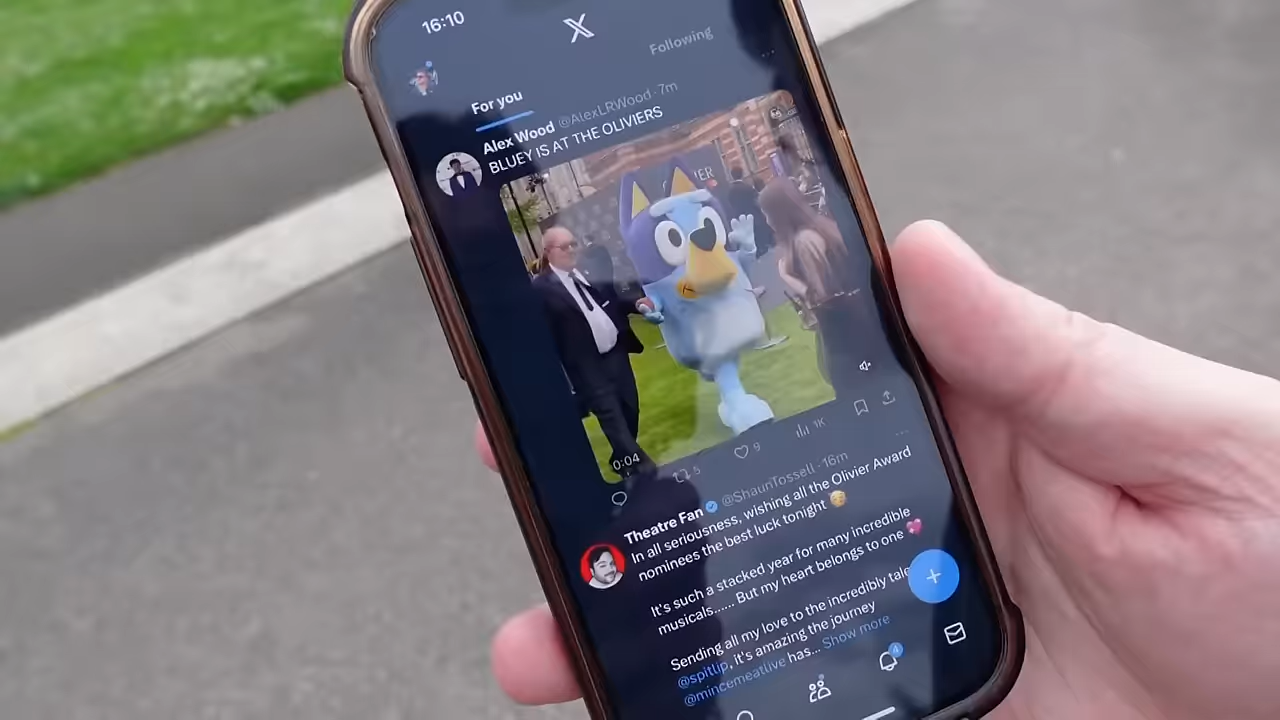 16:10
X
Following
For you
Alex Wood @AlexLRWood · 7m
BLUEY IS AT THE OLIVIERS
0:04
5
9
1K
Theatre Fan @ShaunTossell · 16m
In all seriousness, wishing all the Olivier Award
nominees the best luck tonight 🥹
It's such a stacked year for many incredible
musicals...... But my heart belongs to one 💖
Sending all my love to the incredibly tale
@spitlip, it's amazing the journey
@mincemeatlive has... Show more
4